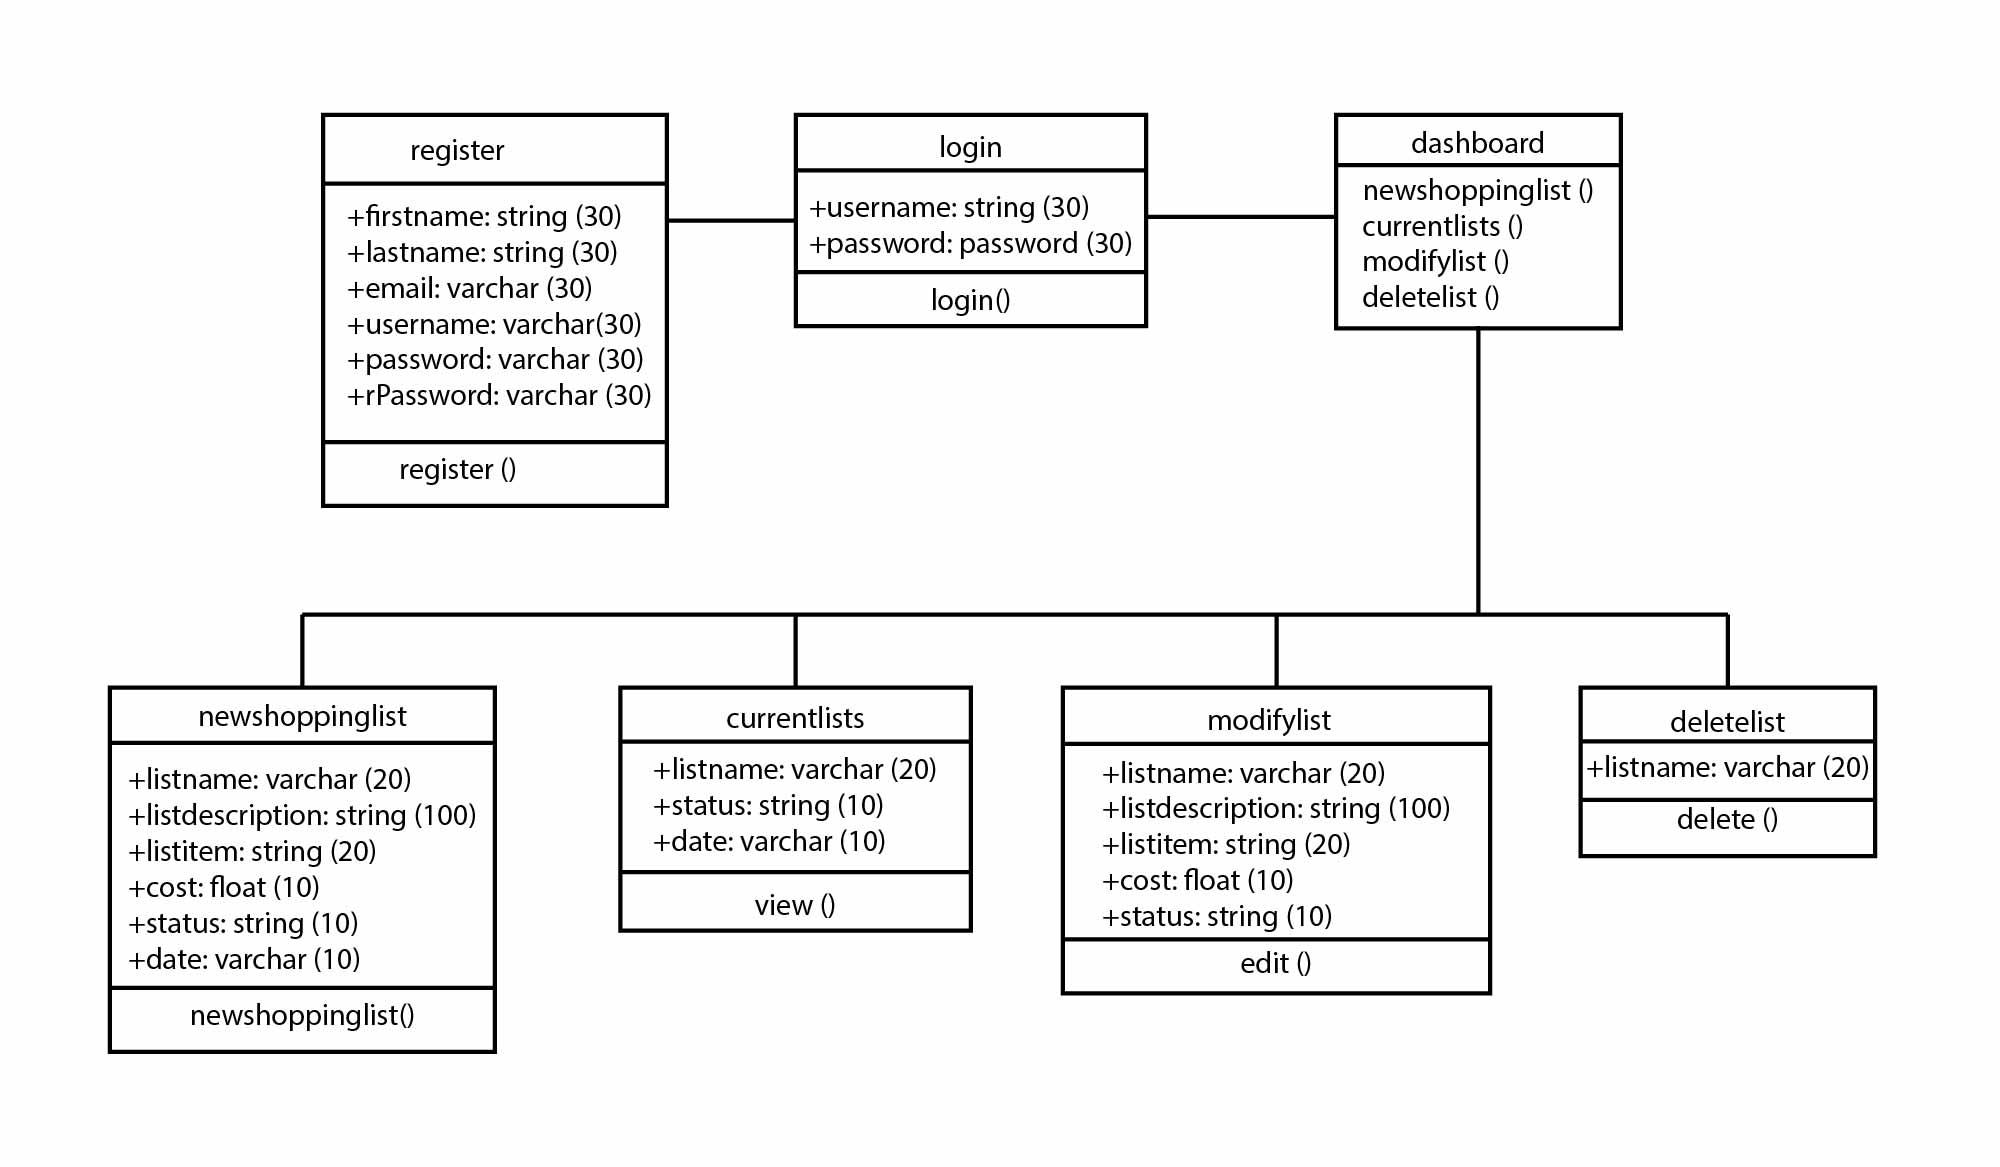 register
+firstname: string (30)
+lastname: string (30)
+email: varchar (30)
+username: varchar(30)
+password: varchar (30)
+rPassword: varchar (30)
register ()
login
+username: string (30)
+password: password (30)
login()
dashboard
newshoppinglist ()
currentlists ()
modifylist ()
deletelist ()
newshoppinglist
+listname: varchar (20)
+listdescription: string (100)
+listitem: string (20)
+cost: float (10)
+status: string (10)
+date: varchar (10)
newshoppinglist()
currentlists
+listname: varchar (20)
+status: string (10)
+date: varchar (10)
view ()
modifylist
+listname: varchar (20)
+listdescription: string (100)
+listitem: string (20)
+cost: float (10)
+status: string (10)
edit ()
deletelist
+listname: varchar (20)
delete ()